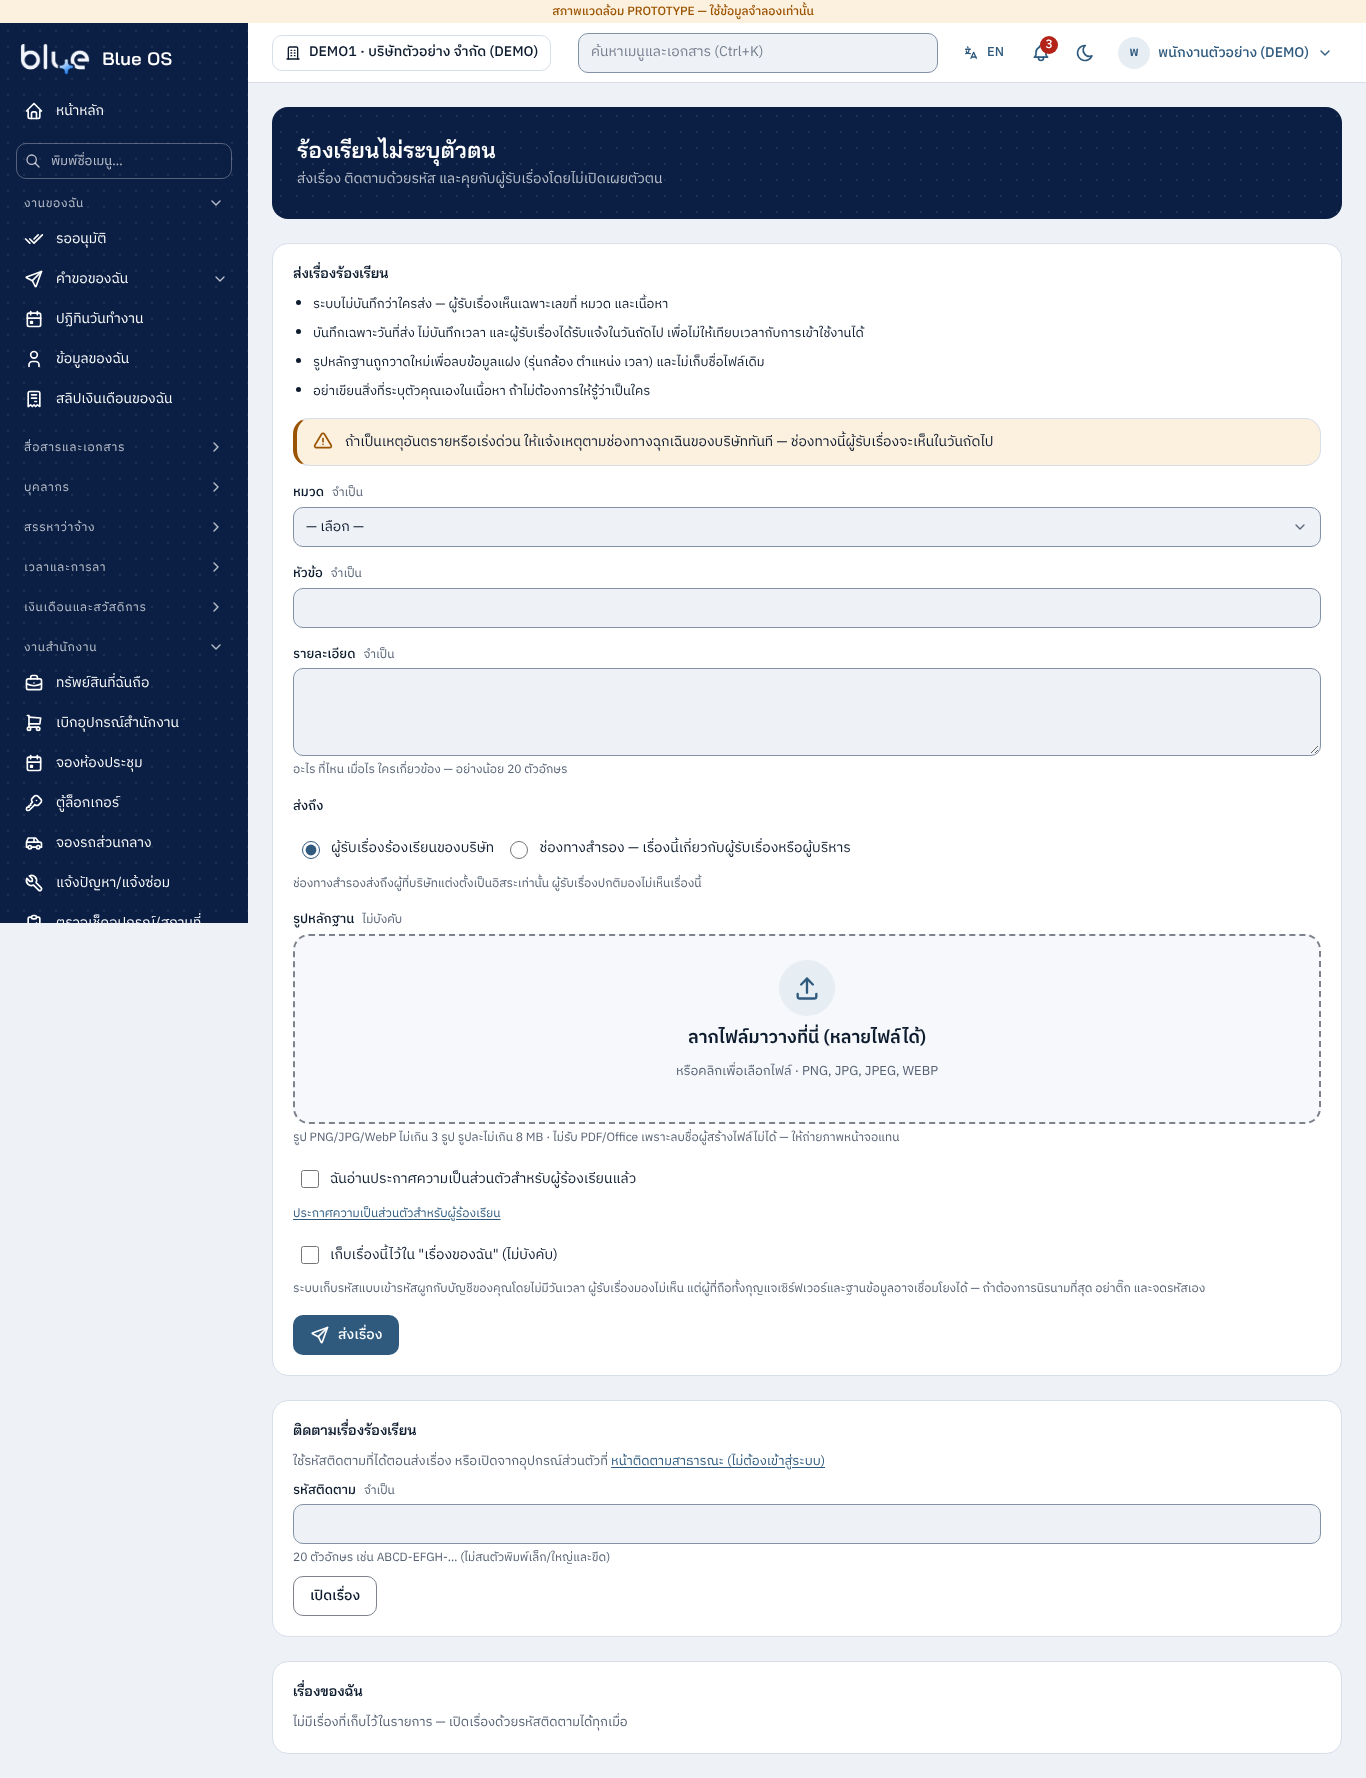 สภาพแวดล้อม PROTOTYPE — ใช้ข้อมูลจำลองเท่านั้น
blue Blue OS
DEMO1 · บริษัทตัวอย่าง จำกัด (DEMO)
ค้นหาเมนูและเอกสาร (Ctrl+K)
EN
3
พ
พนักงานตัวอย่าง (DEMO)
หน้าหลัก
พิมพ์ชื่อเมนู...
งานของฉัน
รออนุมัติ
คำขอของฉัน
ปฏิทินวันทำงาน
ข้อมูลของฉัน
สลิปเงินเดือนของฉัน
สื่อสารและเอกสาร
บุคลากร
สรรหาว่าจ้าง
เวลาและการลา
เงินเดือนและสวัสดิการ
งานสำนักงาน
ทรัพย์สินที่ฉันถือ
เบิกอุปกรณ์สำนักงาน
จองห้องประชุม
ตู้ล็อกเกอร์
จองรถส่วนกลาง
แจ้งปัญหา/แจ้งซ่อม
ตรวจเช็คอุปกรณ์/สถานที่
ร้องเรียนไม่ระบุตัวตน
ส่งเรื่อง ติดตามด้วยรหัส และคุยกับผู้รับเรื่องโดยไม่เปิดเผยตัวตน
ส่งเรื่องร้องเรียน
ระบบไม่บันทึกว่าใครส่ง — ผู้รับเรื่องเห็นเฉพาะเลขที่ หมวด และเนื้อหา
บันทึกเฉพาะวันที่ส่ง ไม่บันทึกเวลา และผู้รับเรื่องได้รับแจ้งในวันถัดไป เพื่อไม่ให้เทียบเวลากับการเข้าใช้งานได้
รูปหลักฐานถูกวาดใหม่เพื่อลบข้อมูลแฝง (รุ่นกล้อง ตำแหน่ง เวลา) และไม่เก็บชื่อไฟล์เดิม
อย่าเขียนสิ่งที่ระบุตัวคุณเองในเนื้อหา ถ้าไม่ต้องการให้รู้ว่าเป็นใคร
ถ้าเป็นเหตุอันตรายหรือเร่งด่วน ให้แจ้งเหตุตามช่องทางฉุกเฉินของบริษัททันที — ช่องทางนี้ผู้รับเรื่องจะเห็นในวันถัดไป
หมวด จำเป็น
— เลือก —
หัวข้อ จำเป็น
รายละเอียด จำเป็น
อะไร ที่ไหน เมื่อไร ใครเกี่ยวข้อง — อย่างน้อย 20 ตัวอักษร
ส่งถึง
ผู้รับเรื่องร้องเรียนของบริษัท
ช่องทางสำรอง — เรื่องนี้เกี่ยวกับผู้รับเรื่องหรือผู้บริหาร
ช่องทางสำรองส่งถึงผู้ที่บริษัทแต่งตั้งเป็นอิสระเท่านั้น ผู้รับเรื่องปกติมองไม่เห็นเรื่องนี้
รูปหลักฐาน ไม่บังคับ
ลากไฟล์มาวางที่นี่ (หลายไฟล์ได้)
หรือคลิกเพื่อเลือกไฟล์ · PNG, JPG, JPEG, WEBP
รูป PNG/JPG/WebP ไม่เกิน 3 รูป รูปละไม่เกิน 8 MB · ไม่รับ PDF/Office เพราะลบชื่อผู้สร้างไฟล์ไม่ได้ — ให้ถ่ายภาพหน้าจอแทน
ฉันอ่านประกาศความเป็นส่วนตัวสำหรับผู้ร้องเรียนแล้ว
ประกาศความเป็นส่วนตัวสำหรับผู้ร้องเรียน
เก็บเรื่องนี้ไว้ใน "เรื่องของฉัน" (ไม่บังคับ)
ระบบเก็บรหัสแบบเข้ารหัสผูกกับบัญชีของคุณโดยไม่มีวันเวลา ผู้รับเรื่องมองไม่เห็น แต่ผู้ที่ถือทั้งกุญแจเซิร์ฟเวอร์และฐานข้อมูลอาจเชื่อมโยงได้ — ถ้าต้องการนิรนามที่สุด อย่าติ๊ก และจดรหัสเอง
ส่งเรื่อง
ติดตามเรื่องร้องเรียน
ใช้รหัสติดตามที่ได้ตอนส่งเรื่อง หรือเปิดจากอุปกรณ์ส่วนตัวที่ หน้าติดตามสาธารณะ (ไม่ต้องเข้าสู่ระบบ)
รหัสติดตาม จำเป็น
20 ตัวอักษร เช่น ABCD-EFGH-... (ไม่สนตัวพิมพ์เล็ก/ใหญ่และขีด)
เปิดเรื่อง
เรื่องของฉัน
ไม่มีเรื่องที่เก็บไว้ในรายการ — เปิดเรื่องด้วยรหัสติดตามได้ทุกเมื่อ